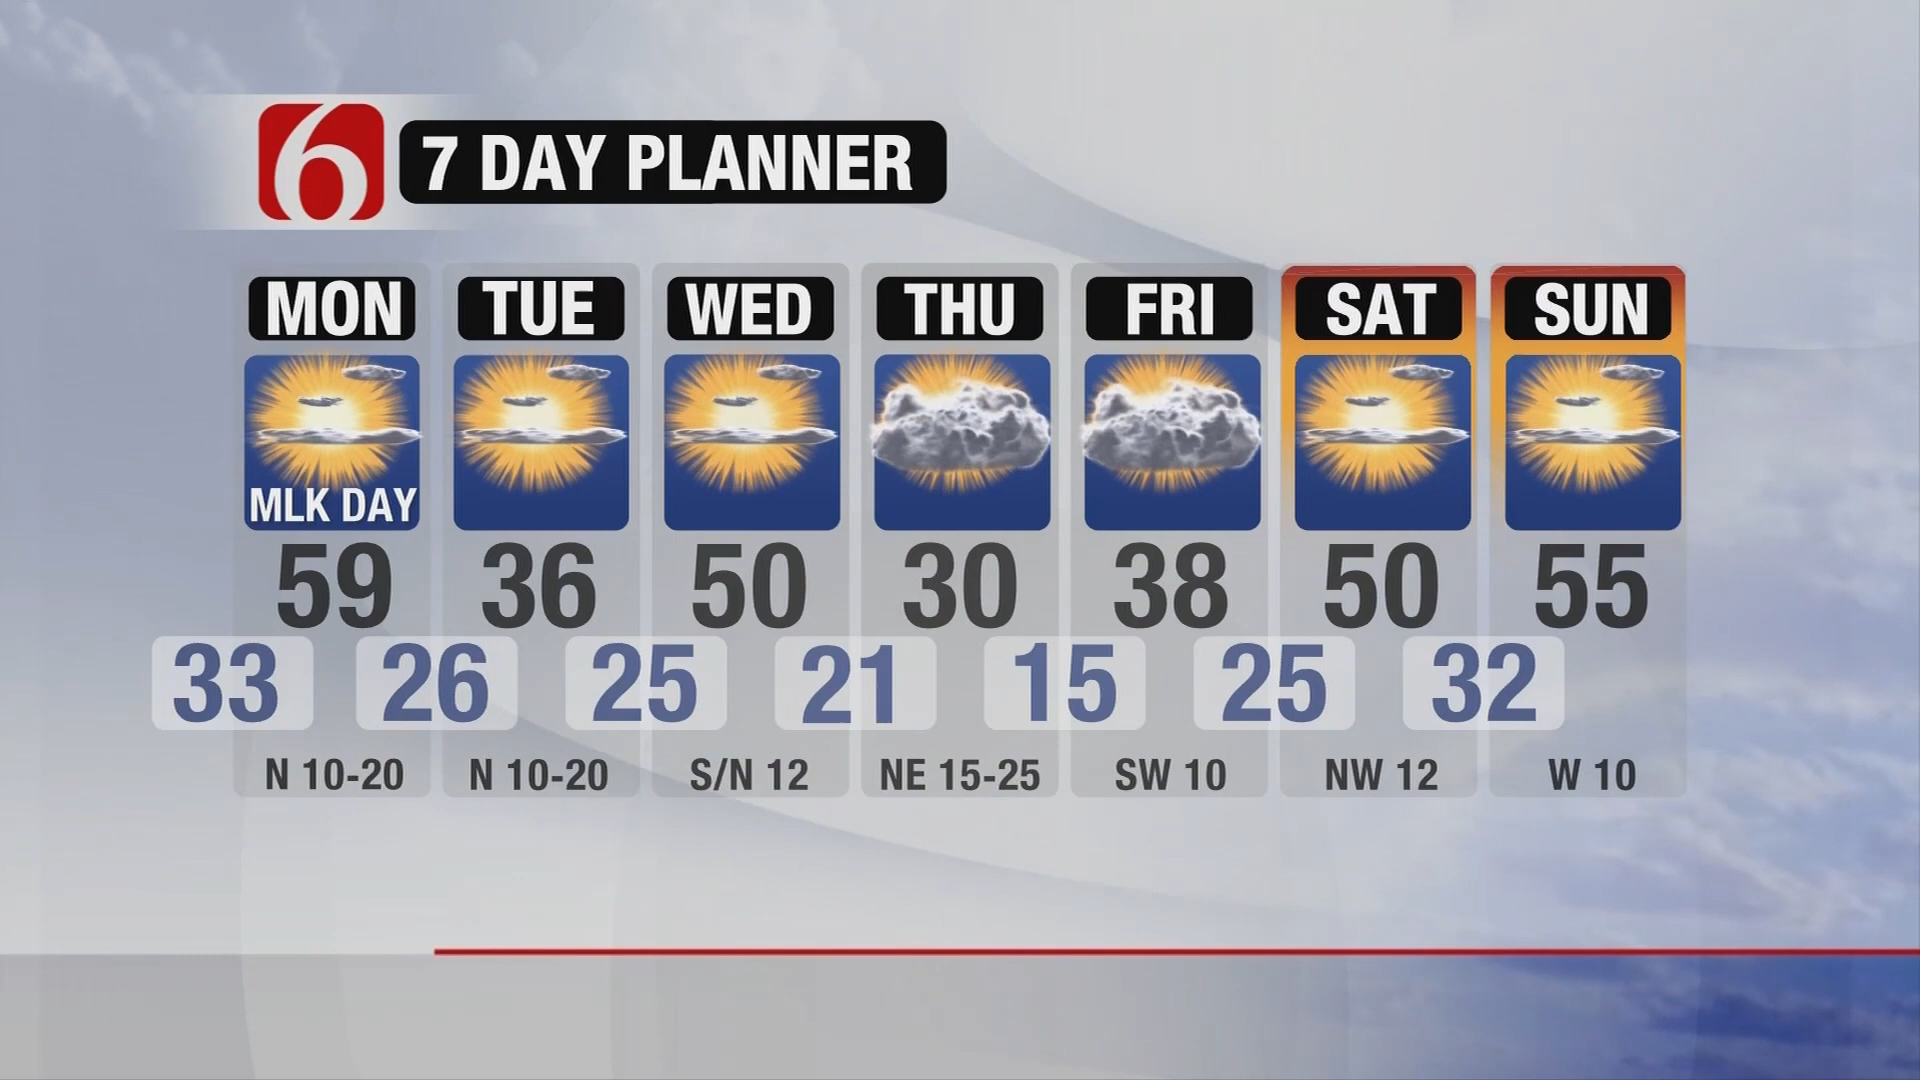 6 7 DAY PLANNER
MON TUE WED THU FRI SAT SUN
MLK DAY
59 36 50 30 38 50 55
33 26 25 21 15 25 32
N 10-20 N 10-20 S/N 12 NE 15-25 SW 10 NW 12 W 10